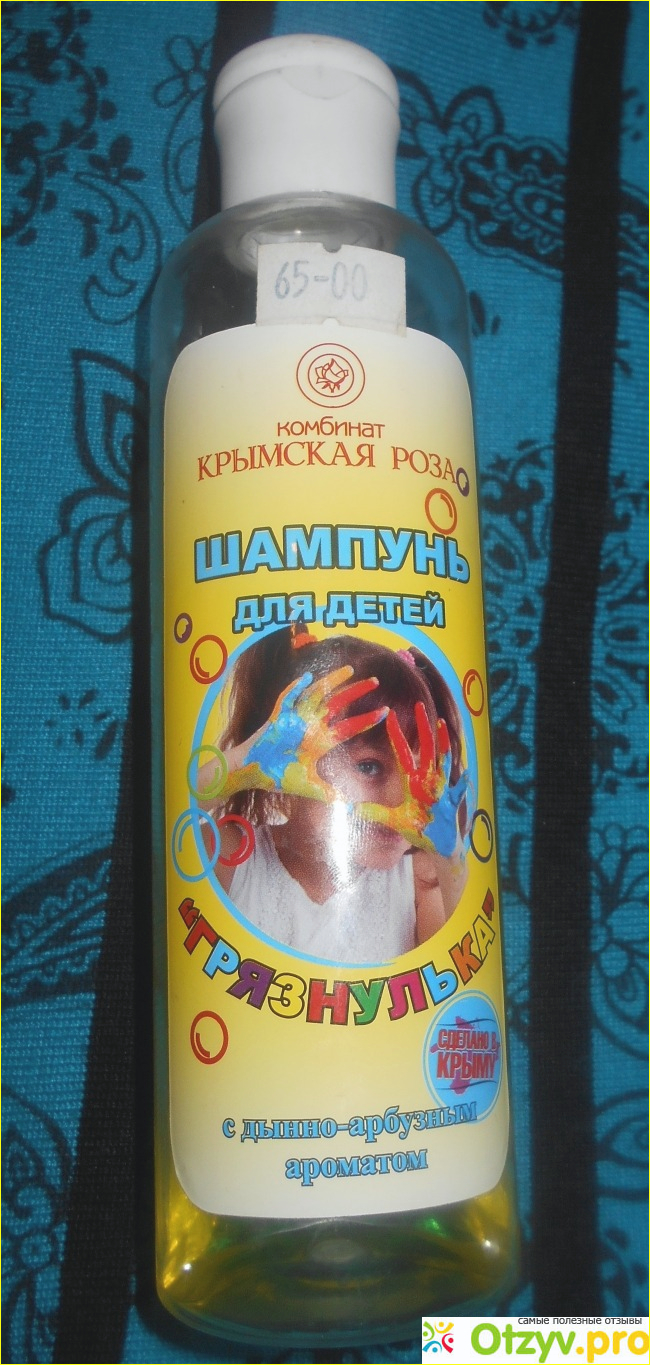 65-00
комбинат
КРЫМСКАЯ РОЗА
ШАМПУНЬ
ДЛЯ ДЕТЕЙ
"ГРЯЗНУЛЬКА"
СДЕЛАНО В
КРЫМУ
с дынно-арбузным
ароматом
самые полезные отзывы
Otzyv.pro